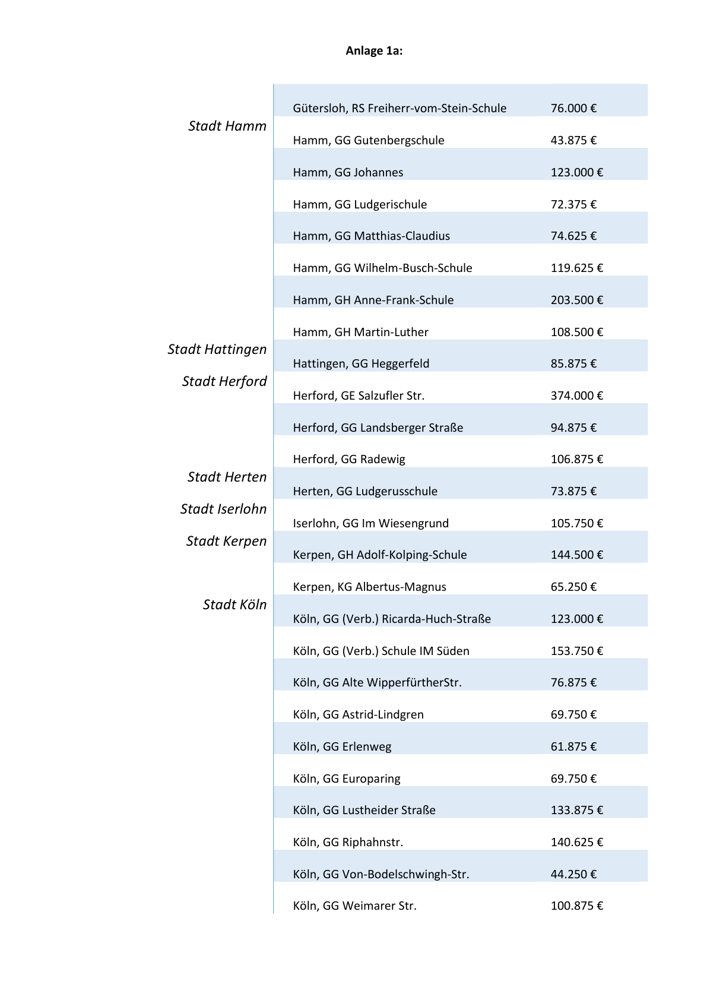 Anlage 1a:
Gütersloh, RS Freiherr-vom-Stein-Schule 76.000 €
Stadt Hamm
Hamm, GG Gutenbergschule 43.875 €
Hamm, GG Johannes 123.000 €
Hamm, GG Ludgerischule 72.375 €
Hamm, GG Matthias-Claudius 74.625 €
Hamm, GG Wilhelm-Busch-Schule 119.625 €
Hamm, GH Anne-Frank-Schule 203.500 €
Hamm, GH Martin-Luther 108.500 €
Stadt Hattingen
Hattingen, GG Heggerfeld 85.875 €
Stadt Herford
Herford, GE Salzufler Str. 374.000 €
Herford, GG Landsberger Straße 94.875 €
Herford, GG Radewig 106.875 €
Stadt Herten
Herten, GG Ludgerusschule 73.875 €
Stadt Iserlohn
Iserlohn, GG Im Wiesengrund 105.750 €
Stadt Kerpen
Kerpen, GH Adolf-Kolping-Schule 144.500 €
Kerpen, KG Albertus-Magnus 65.250 €
Stadt Köln
Köln, GG (Verb.) Ricarda-Huch-Straße 123.000 €
Köln, GG (Verb.) Schule IM Süden 153.750 €
Köln, GG Alte WipperfürtherStr. 76.875 €
Köln, GG Astrid-Lindgren 69.750 €
Köln, GG Erlenweg 61.875 €
Köln, GG Europaring 69.750 €
Köln, GG Lustheider Straße 133.875 €
Köln, GG Riphahnstr. 140.625 €
Köln, GG Von-Bodelschwingh-Str. 44.250 €
Köln, GG Weimarer Str. 100.875 €